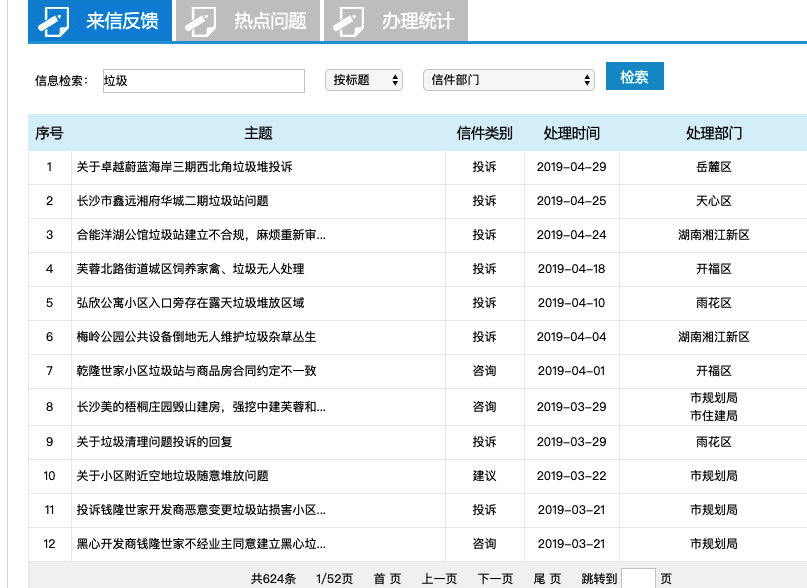 来信反馈 热点问题 办理统计
信息检索： 垃圾 按标题 信件部门 检索
序号 主题 信件类别 处理时间 处理部门
1 关于卓越蔚蓝海岸三期西北角垃圾堆投诉 投诉 2019-04-29 岳麓区
2 长沙市鑫远湘府华城二期垃圾站问题 投诉 2019-04-25 天心区
3 合能洋湖公馆垃圾站建立不合规，麻烦重新审... 投诉 2019-04-24 湖南湘江新区
4 芙蓉北路街道城区饲养家禽、垃圾无人处理 投诉 2019-04-18 开福区
5 弘欣公寓小区入口旁存在露天垃圾堆放区域 投诉 2019-04-10 雨花区
6 梅岭公园公共设备倒地无人维护垃圾杂草丛生 投诉 2019-04-04 湖南湘江新区
7 乾隆世家小区垃圾站与商品房合同约定不一致 咨询 2019-04-01 开福区
8 长沙美的梧桐庄园毁山建房，强挖中建芙蓉和... 咨询 2019-03-29 市规划局
市住建局
9 关于垃圾清理问题投诉的回复 投诉 2019-03-29 雨花区
10 关于小区附近空地垃圾随意堆放问题 建议 2019-03-22 市规划局
11 投诉钱隆世家开发商恶意变更垃圾站损害小区... 投诉 2019-03-21 市规划局
12 黑心开发商钱隆世家不经业主同意建立黑心垃... 咨询 2019-03-21 市规划局
共624条 1/52页 首 页 上一页 下一页 尾 页 跳转到 页